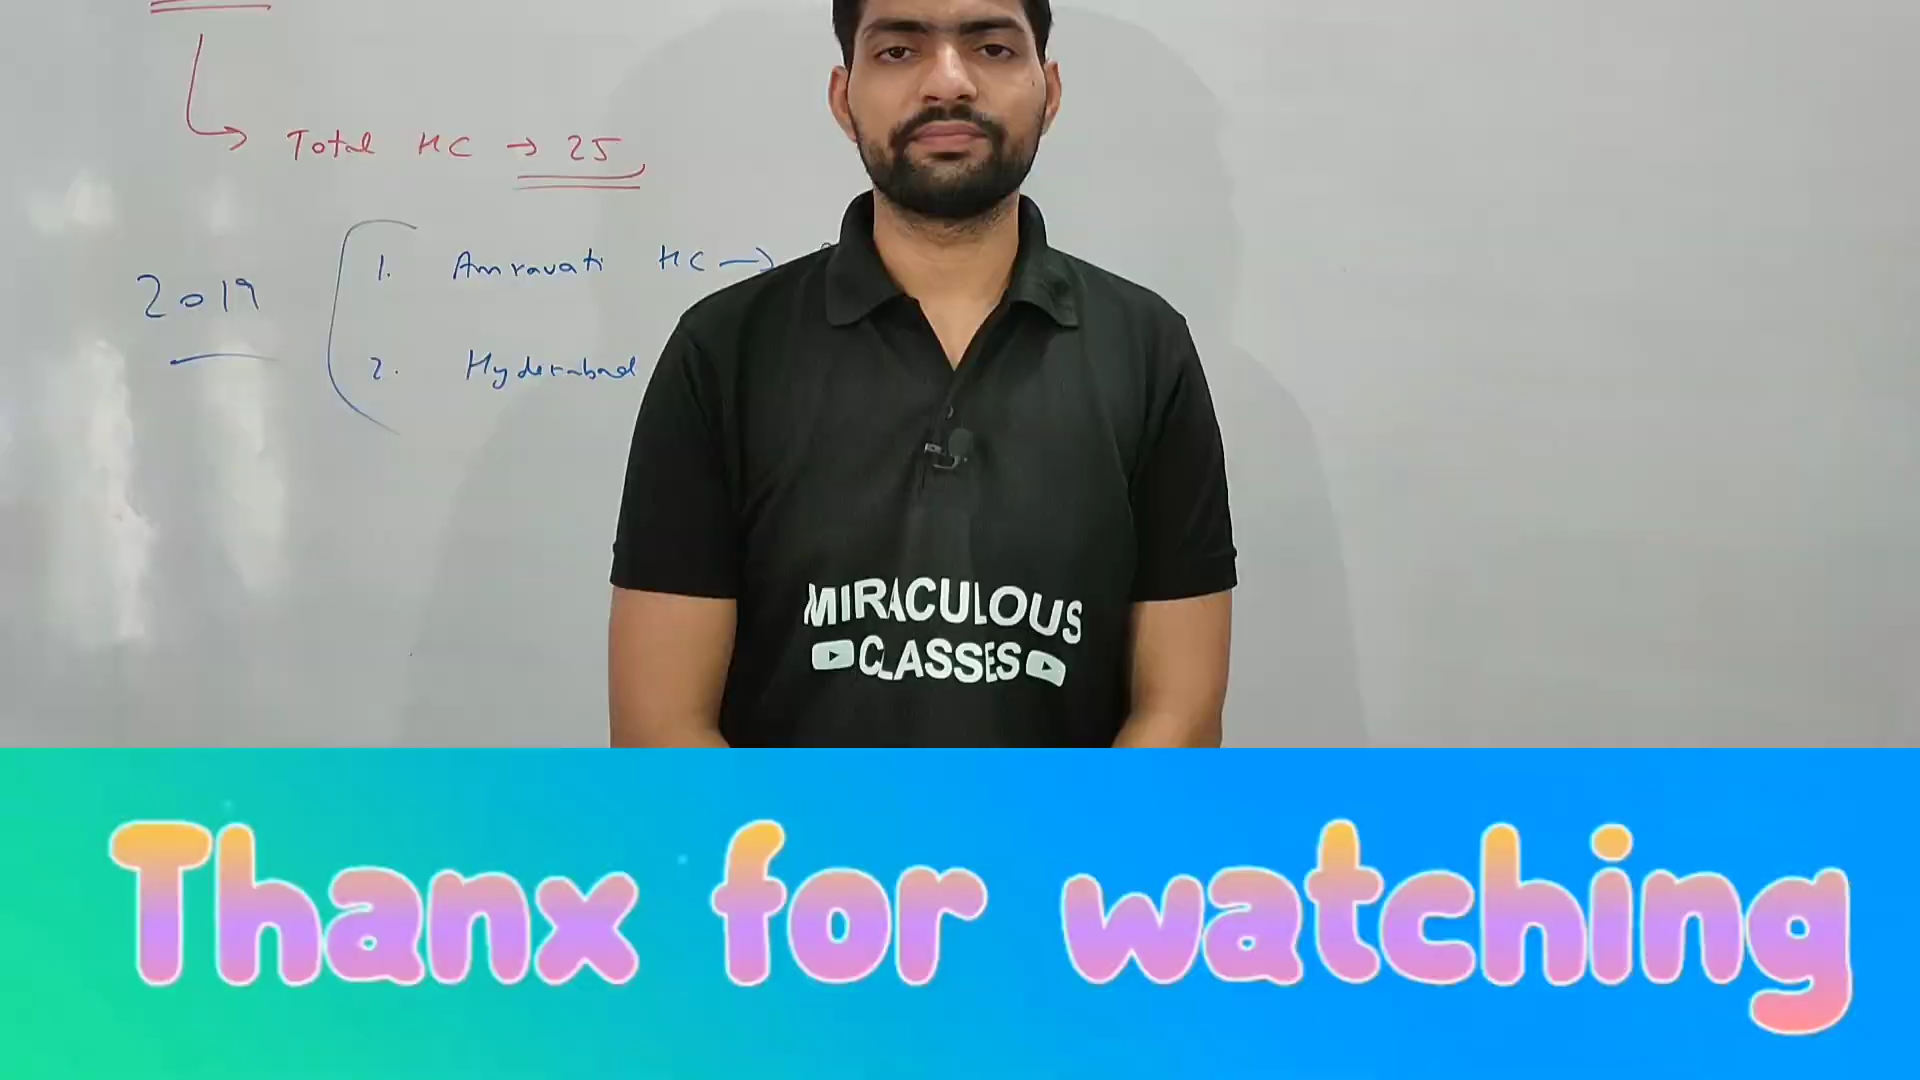 Total HC → 25
2019
1. Amravati HC →
2. Hyderabad
MIRACULOUS
CLASSES
Thanx for watching